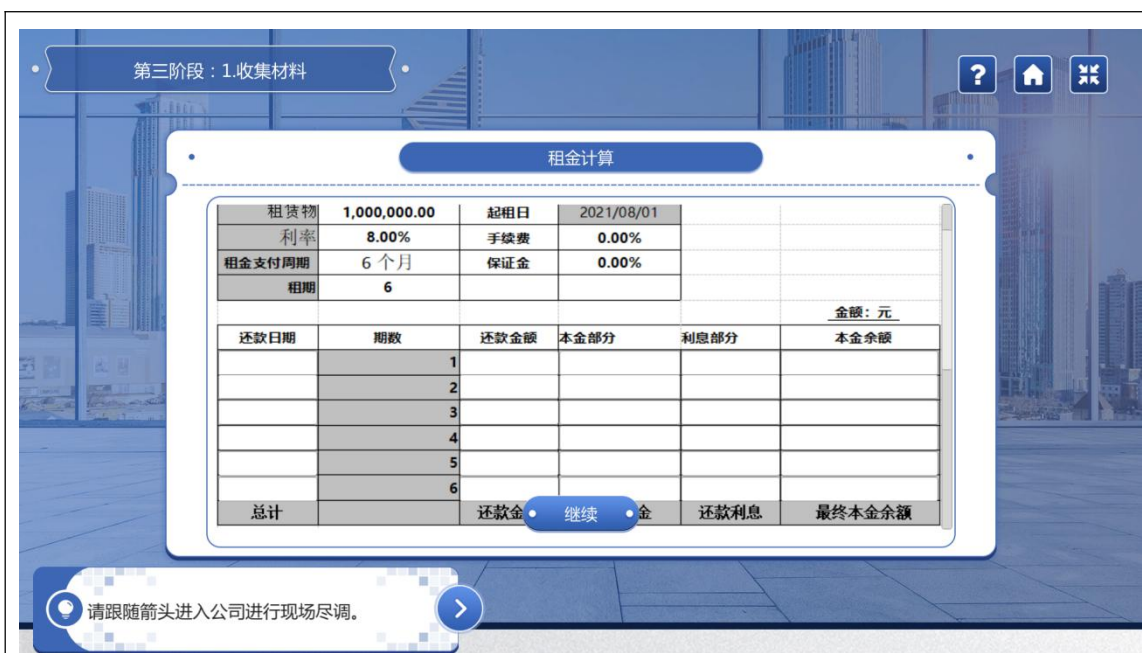 第三阶段：1.收集材料
?
租金计算
租赁物 1,000,000.00 起租日 2021/08/01
利率 8.00% 手续费 0.00%
租金支付周期 6 个月 保证金 0.00%
租期 6
金额：元
还款日期 期数 还款金额 本金部分 利息部分 本金余额
1
2
3
4
5
6
总计 还款金 金 还款利息 最终本金余额
继续
请跟随箭头进入公司进行现场尽调。